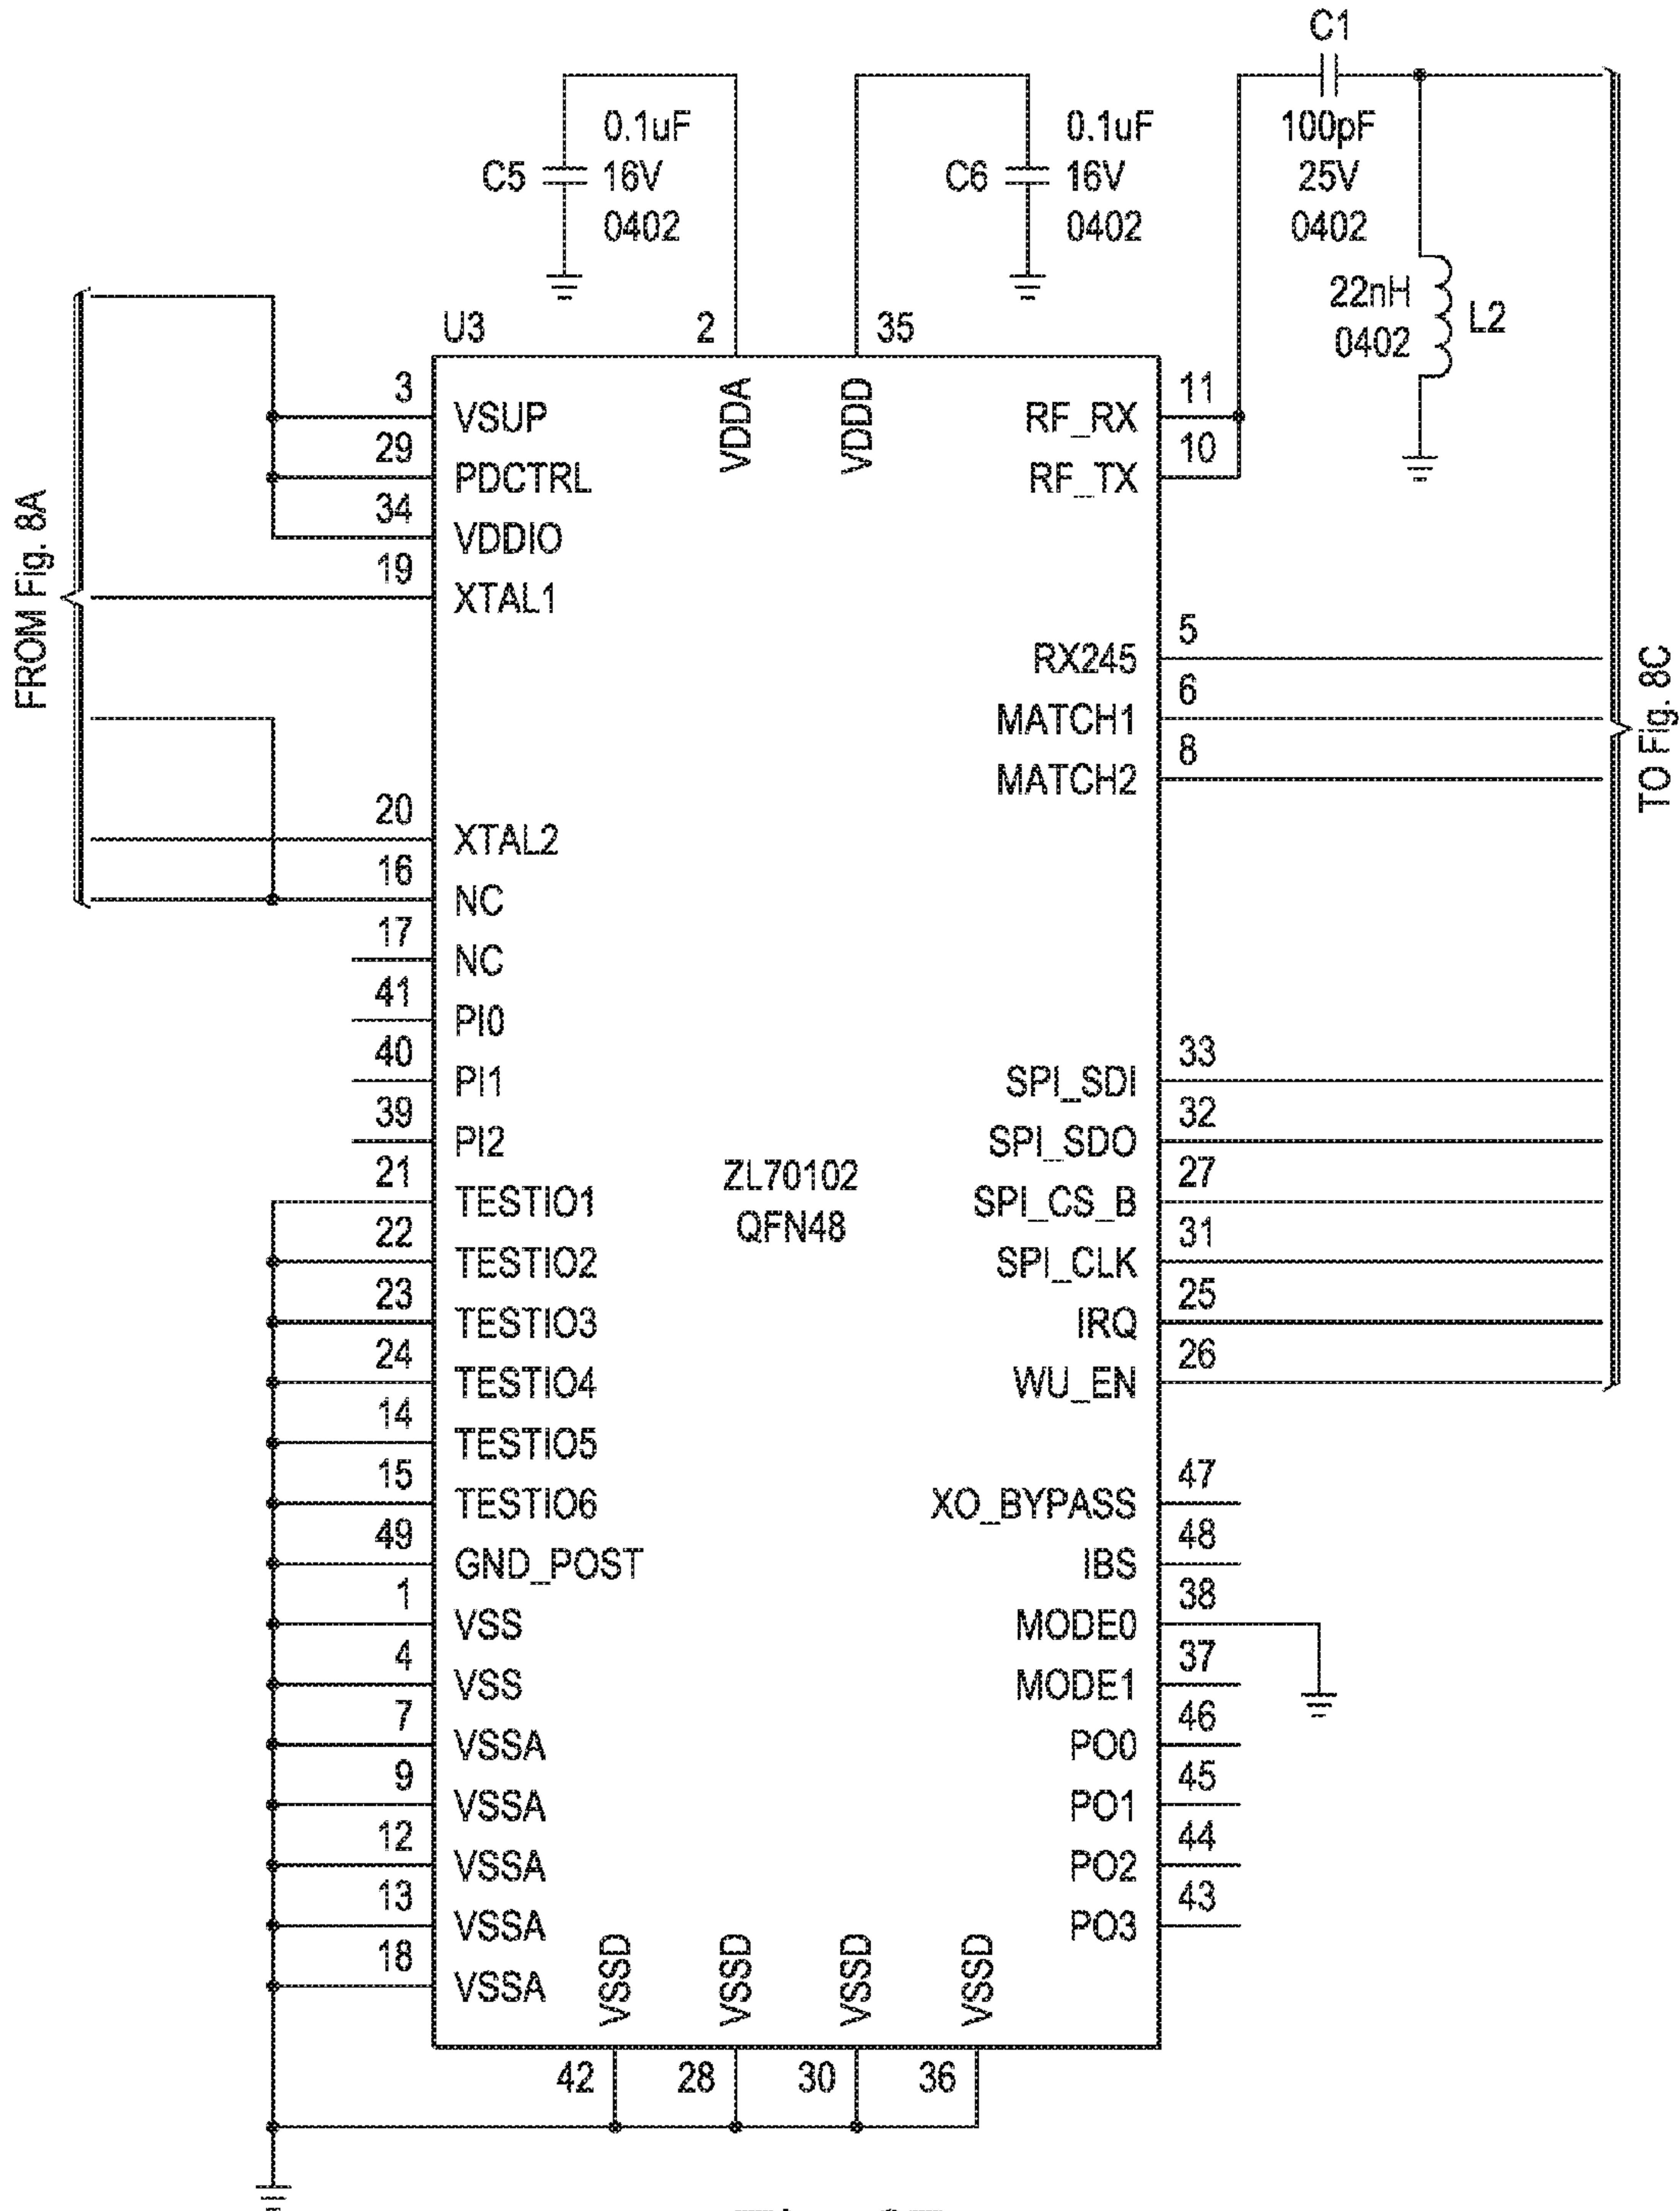 C1
0.1uF
C5
16V
0402
0.1uF
C6
16V
0402
100pF
25V
0402
22nH
0402
L2
FROM Fig. 8A
TO Fig. 8C
U3
2
VDDA
35
VDDD
3
VSUP
29
PDCTRL
34
VDDIO
19
XTAL1
20
XTAL2
16
NC
17
NC
41
PI0
40
PI1
39
PI2
21
TESTIO1
22
TESTIO2
23
TESTIO3
24
TESTIO4
14
TESTIO5
15
TESTIO6
49
GND_POST
1
VSS
4
VSS
7
VSSA
9
VSSA
12
VSSA
13
VSSA
18
VSSA
ZL70102
QFN48
11
RF_RX
10
RF_TX
5
RX245
6
MATCH1
8
MATCH2
33
SPI_SDI
32
SPI_SDO
27
SPI_CS_B
31
SPI_CLK
25
IRQ
26
WU_EN
47
XO_BYPASS
48
IBS
38
MODE0
37
MODE1
46
PO0
45
PO1
44
PO2
43
PO3
VSSD
VSSD
VSSD
VSSD
42
28
30
36